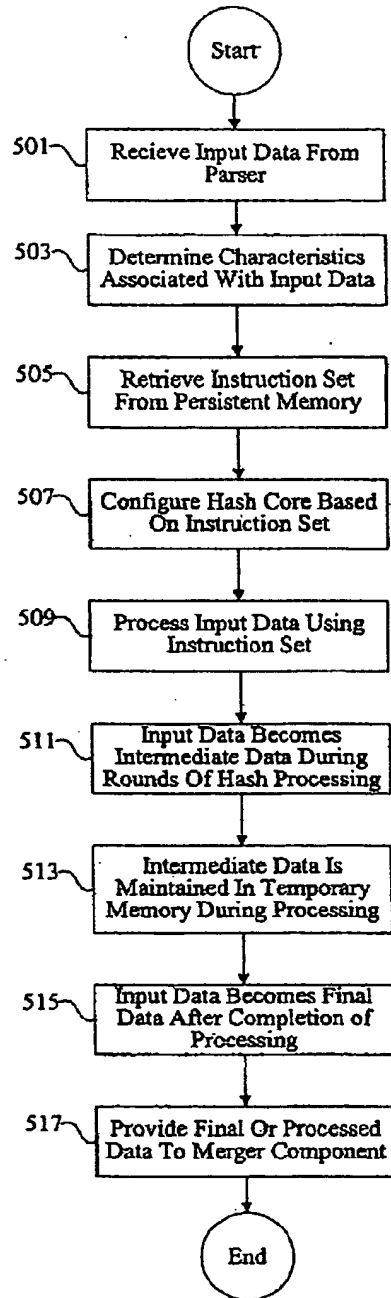 Start
501
Recieve Input Data From
Parser
503
Determine Characteristics
Associated With Input Data
505
Retrieve Instruction Set
From Persistent Memory
507
Configure Hash Core Based
On Instruction Set
509
Process Input Data Using
Instruction Set
511
Input Data Becomes
Intermediate Data During
Rounds Of Hash Processing
513
Intermediate Data Is
Maintained In Temporary
Memory During Processing
515
Input Data Becomes Final
Data After Completion of
Processing
517
Provide Final Or Processed
Data To Merger Component
End